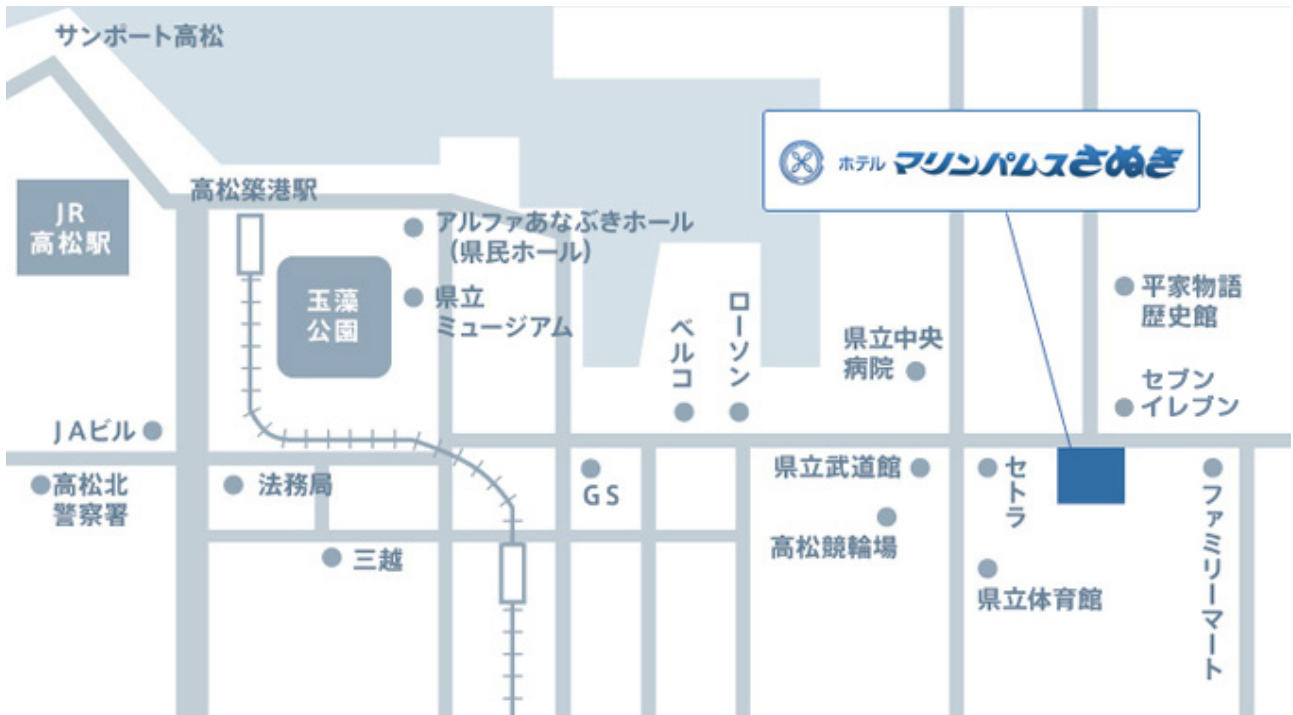 サンポート高松
ホテル マリンパレスさぬき
高松築港駅
JR
高松駅
アルファあなぶきホール
（県民ホール）
玉藻
公園
県立
ミュージアム
ベルコ
ローソン
県立中央
病院
平家物語
歴史館
セブン
イレブン
JAビル
高松北
警察署
法務局
GS
県立武道館
セトラ
ファミリーマート
三越
高松競輪場
県立体育館